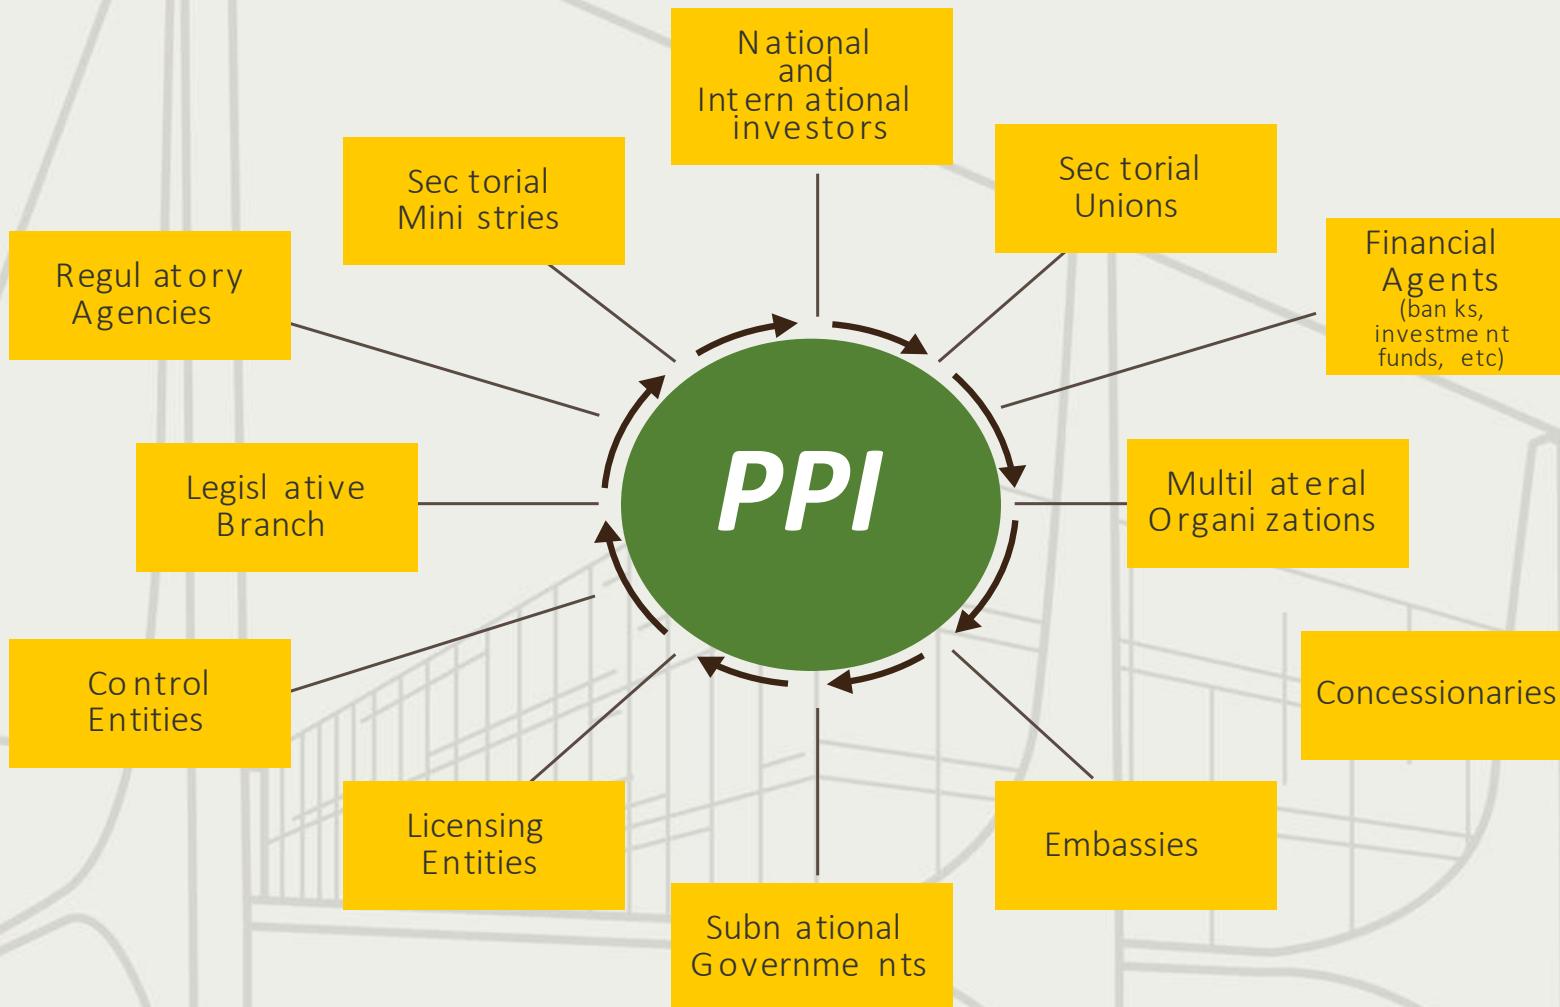 National
and
International
investors
Sectorial
Ministries
Sectorial
Unions
Regulatory
Agencies
Financial
Agents
(banks,
investment
funds, etc)
PPI
Legislative
Branch
Multilateral
Organizations
Control
Entities
Concessionaries
Licensing
Entities
Embassies
Subnational
Governments